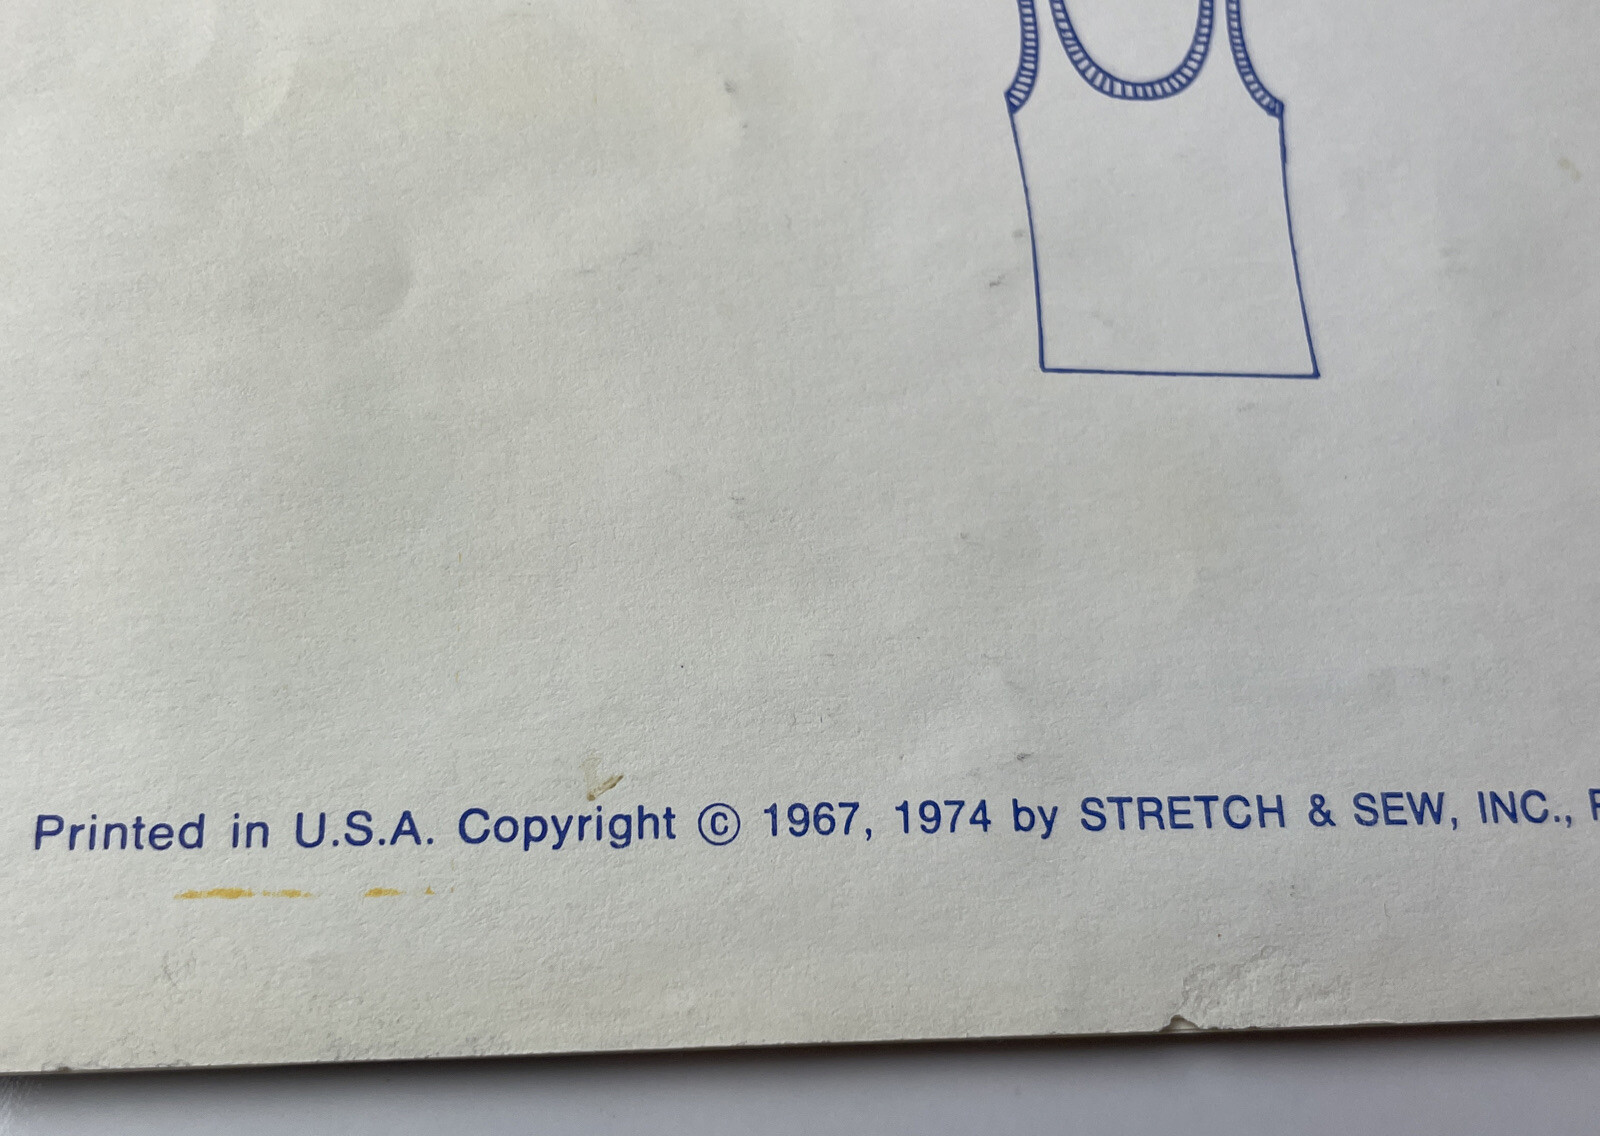 Printed in U.S.A. Copyright © 1967, 1974 by STRETCH & SEW, INC.,